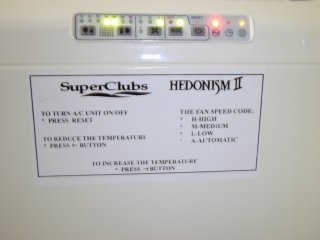 RESET
SuperClubs HEDONISM II
TO TURN A/C UNIT ON/OFF
* PRESS RESET
TO REDUCE THE TEMPERATURE
* PRESS ← BUTTON
THE FAN SPEED CODE:
* H-HIGH
* M-MEDIUM
* L-LOW
* A-AUTOMATIC
TO INCREASE THE TEMPERATURE
* PRESS → BUTTON